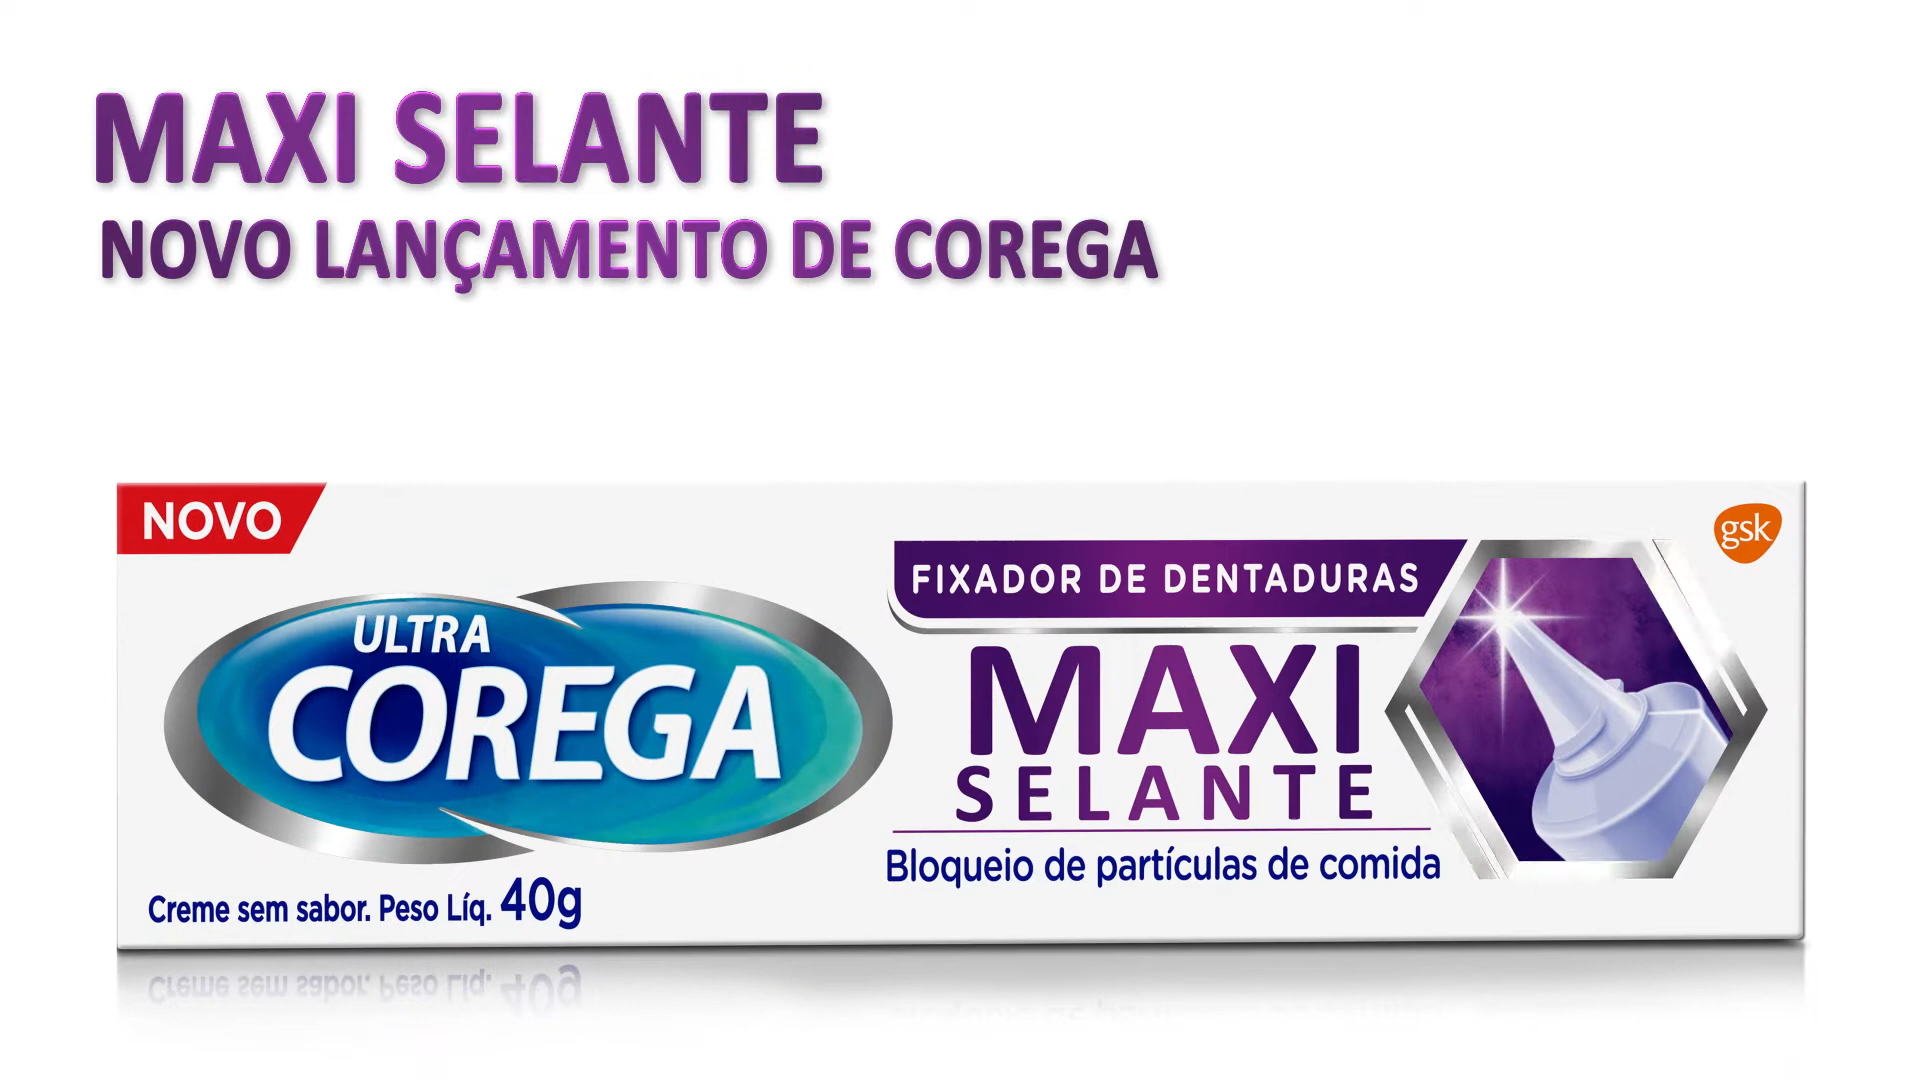 MAXI SELANTE
NOVO LANÇAMENTO DE COREGA
NOVO
gsk
FIXADOR DE DENTADURAS
ULTRA
COREGA
MAXI
SELANTE
Bloqueio de partículas de comida
Creme sem sabor. Peso Líq. 40g